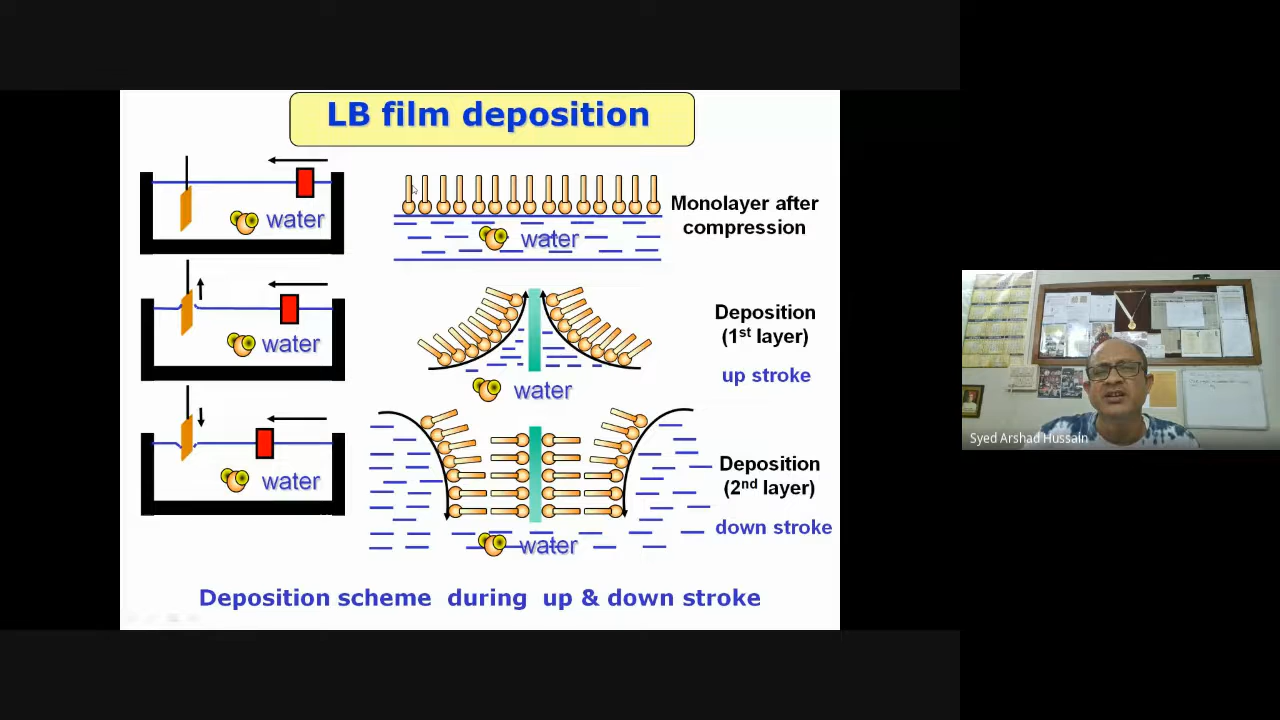 LB film deposition
water
water
Monolayer after
compression
water
water
Deposition
(1st layer)
up stroke
water
water
Deposition
(2nd layer)
down stroke
Deposition scheme during up & down stroke
Syed Arshad Hussain